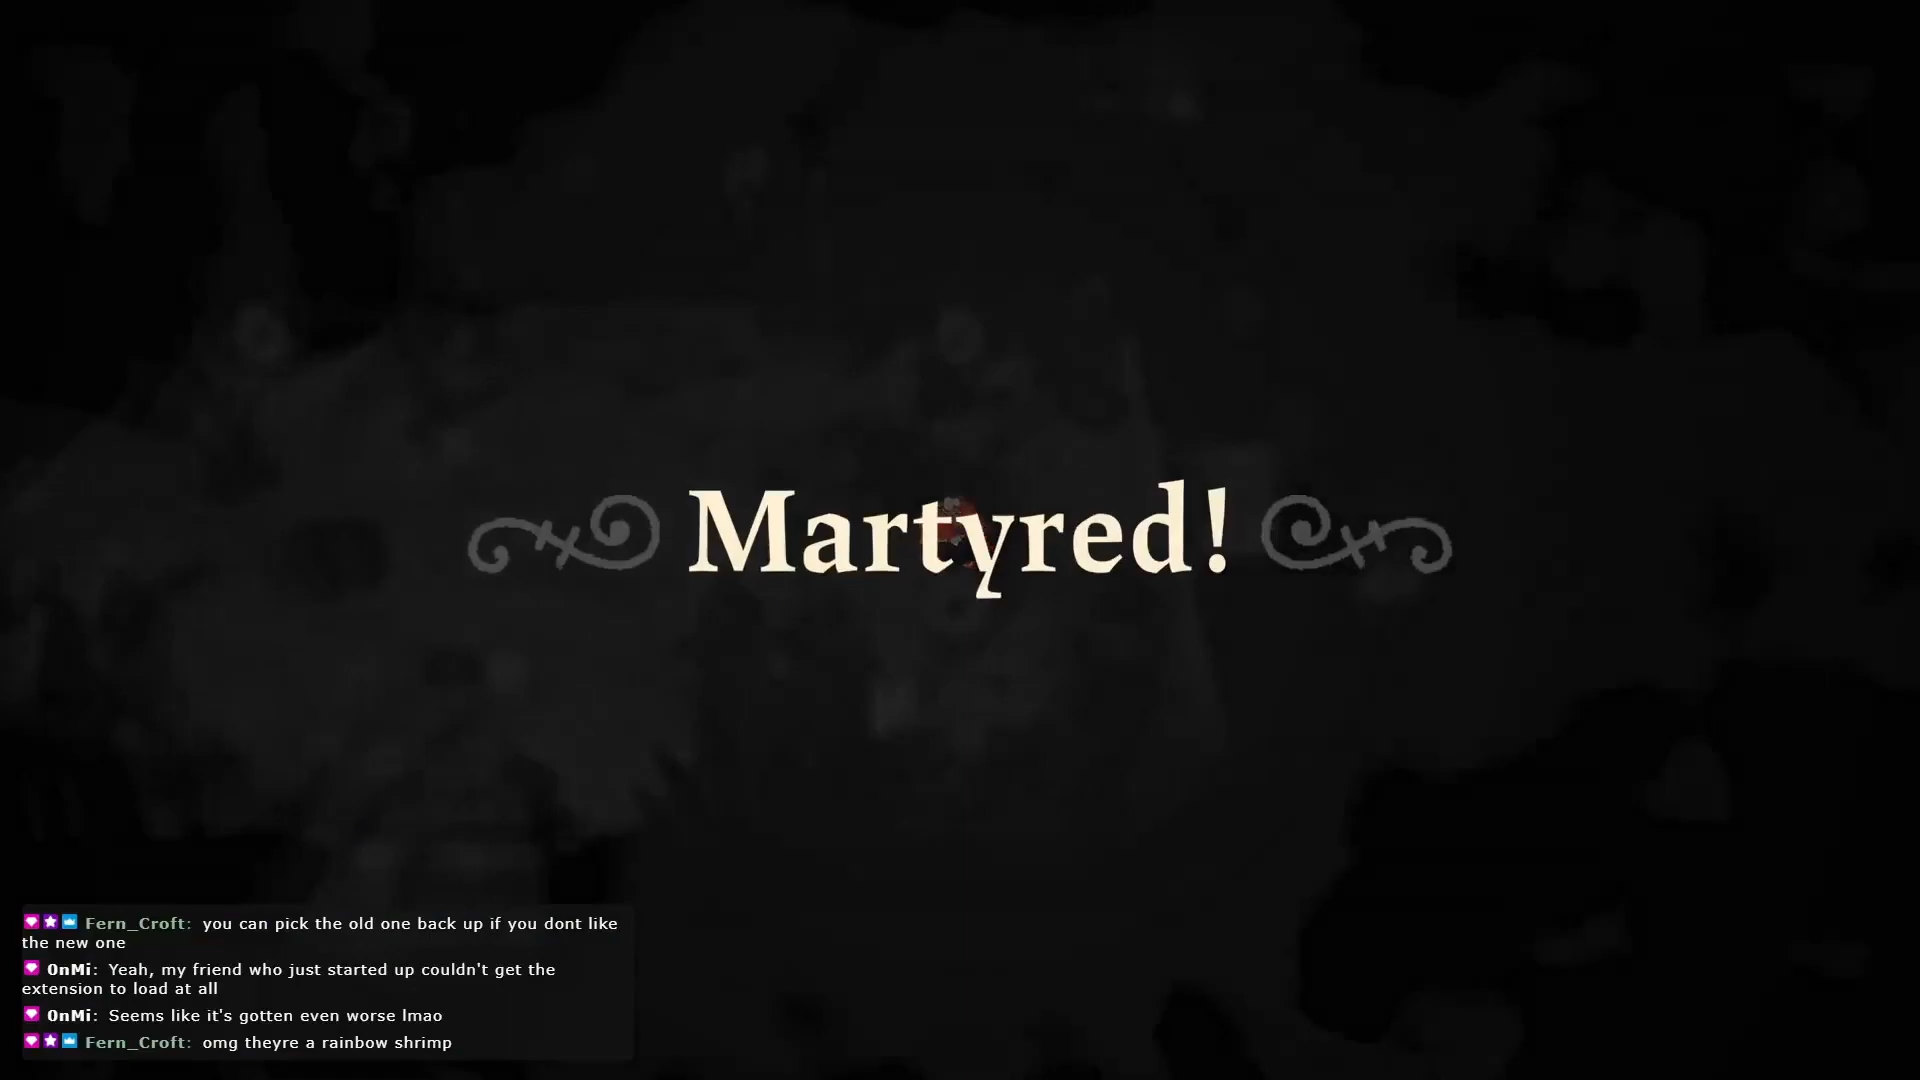 Martyred!
Fern_Croft: you can pick the old one back up if you dont like
the new one
0nMi: Yeah, my friend who just started up couldn't get the
extension to load at all
0nMi: Seems like it's gotten even worse lmao
Fern_Croft: omg theyre a rainbow shrimp